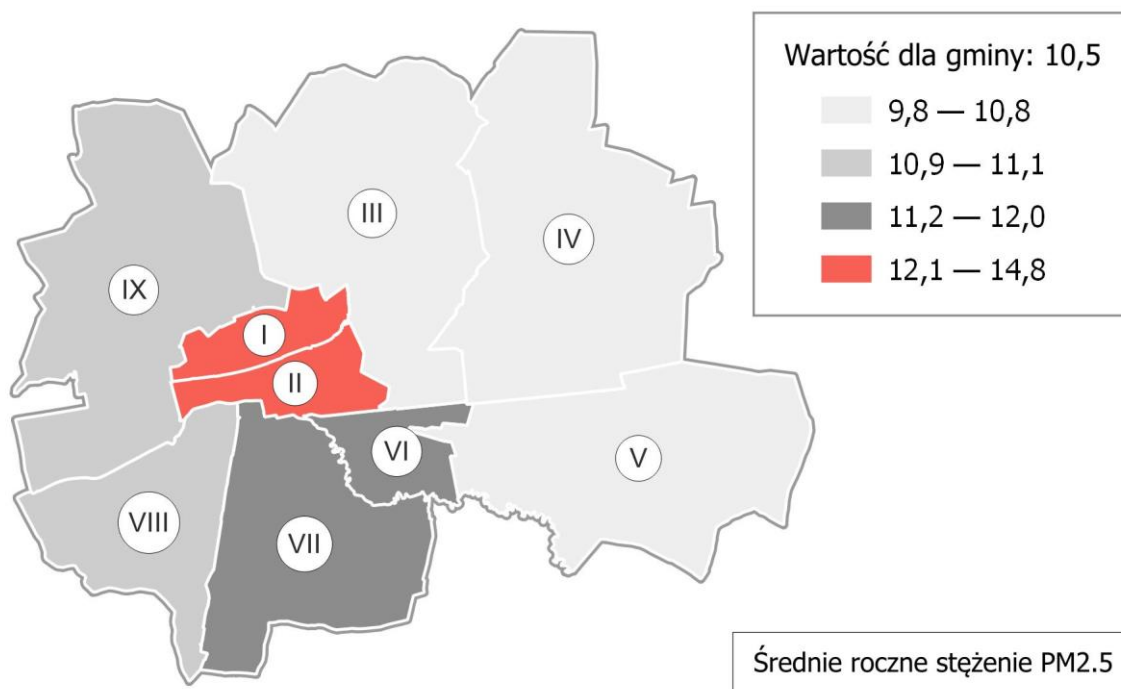 Wartość dla gminy: 10,5
9,8 — 10,8
10,9 — 11,1
11,2 — 12,0
12,1 — 14,8
III
IV
IX
I
II
VI
V
VIII
VII
Średnie roczne stężenie PM2.5